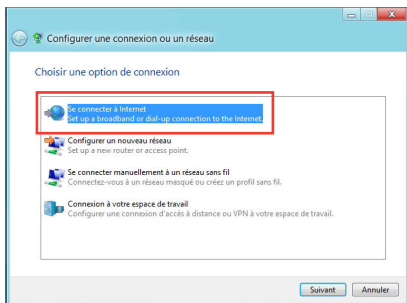 Configurer une connexion ou un réseau
Choisir une option de connexion
Se connecter à Internet
Set up a broadband or dial-up connection to the Internet.
Configurer un nouveau réseau
Set up a new router or access point.
Se connecter manuellement à un réseau sans fil
Connectez-vous à un réseau masqué ou créez un profil sans fil.
Connexion à votre espace de travail
Configurer une connexion d'accès à distance ou VPN à votre espace de travail.
Suivant Annuler